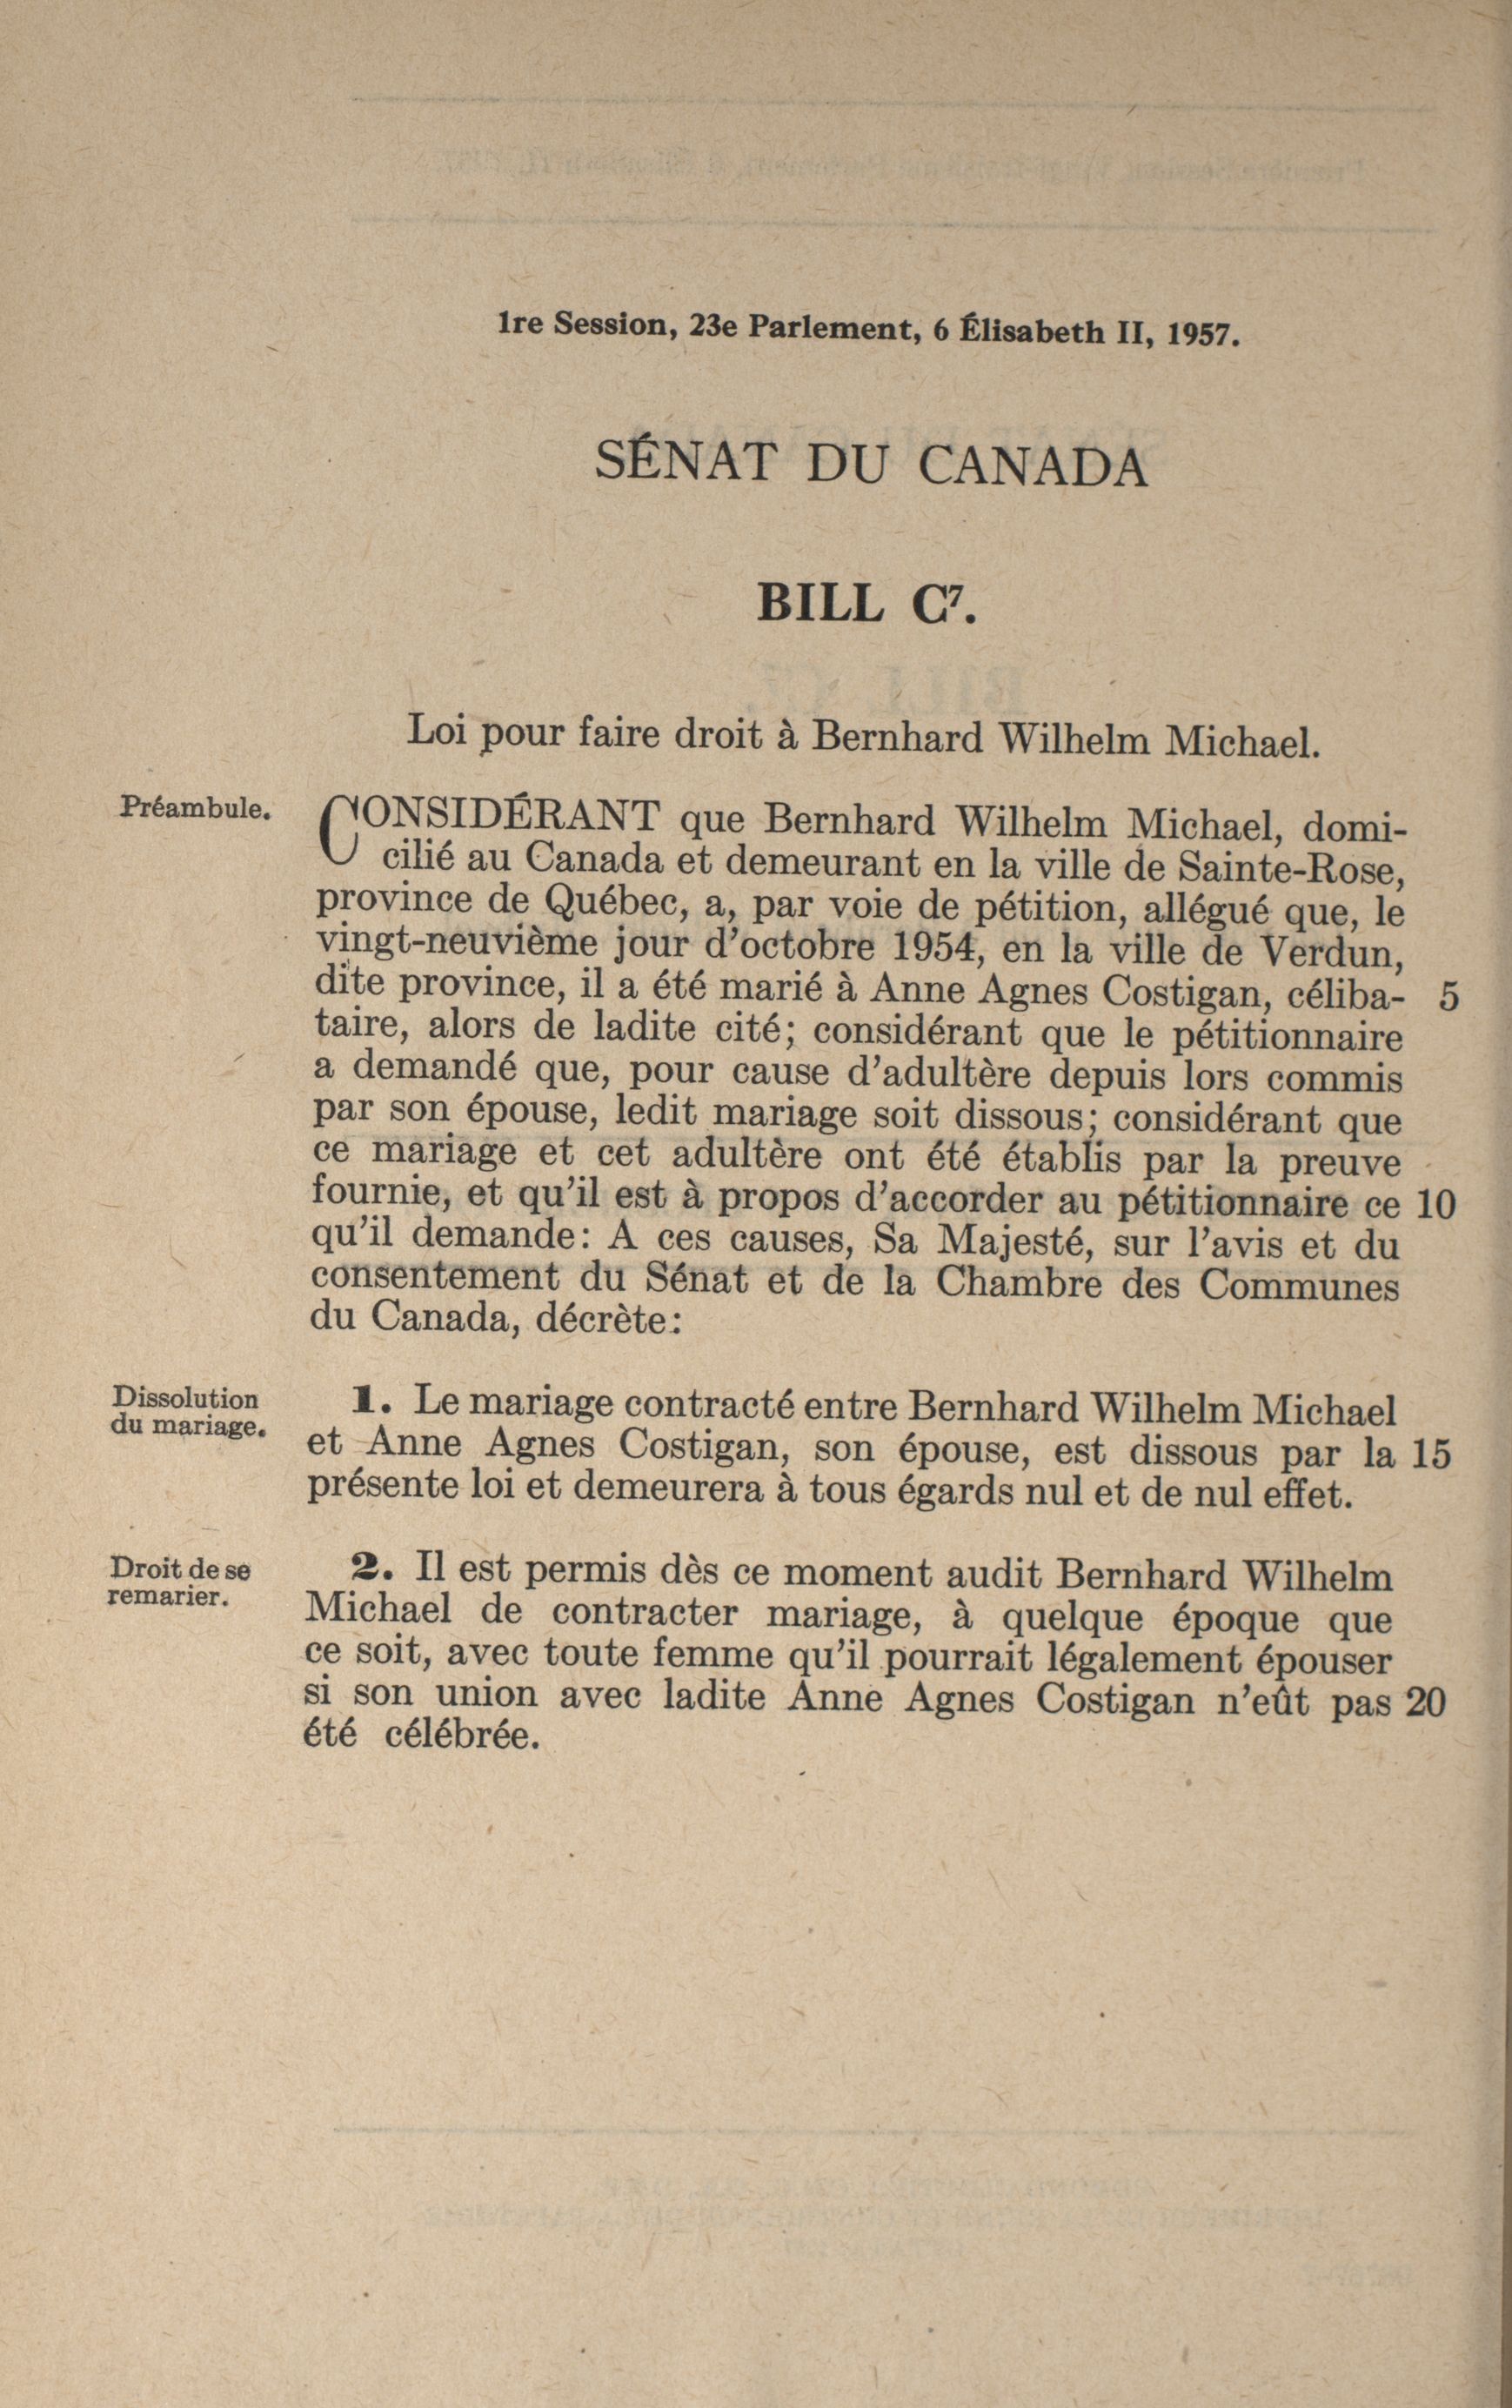 1re Session, 23e Parlement, 6 Élisabeth II, 1957.
SÉNAT DU CANADA
BILL C⁷.
Loi pour faire droit à Bernhard Wilhelm Michael.
Préambule.
CONSIDÉRANT que Bernhard Wilhelm Michael, domi-
cilié au Canada et demeurant en la ville de Sainte-Rose,
province de Québec, a, par voie de pétition, allégué que, le
vingt-neuvième jour d'octobre 1954, en la ville de Verdun,
dite province, il a été marié à Anne Agnes Costigan, céliba- 5
taire, alors de ladite cité; considérant que le pétitionnaire
a demandé que, pour cause d'adultère depuis lors commis
par son épouse, ledit mariage soit dissous; considérant que
ce mariage et cet adultère ont été établis par la preuve
fournie, et qu'il est à propos d'accorder au pétitionnaire ce 10
qu'il demande: A ces causes, Sa Majesté, sur l'avis et du
consentement du Sénat et de la Chambre des Communes
du Canada, décrète:
Dissolution
du mariage.
1. Le mariage contracté entre Bernhard Wilhelm Michael
et Anne Agnes Costigan, son épouse, est dissous par la 15
présente loi et demeurera à tous égards nul et de nul effet.
Droit de se
remarier.
2. Il est permis dès ce moment audit Bernhard Wilhelm
Michael de contracter mariage, à quelque époque que
ce soit, avec toute femme qu'il pourrait légalement épouser
si son union avec ladite Anne Agnes Costigan n'eût pas 20
été célébrée.